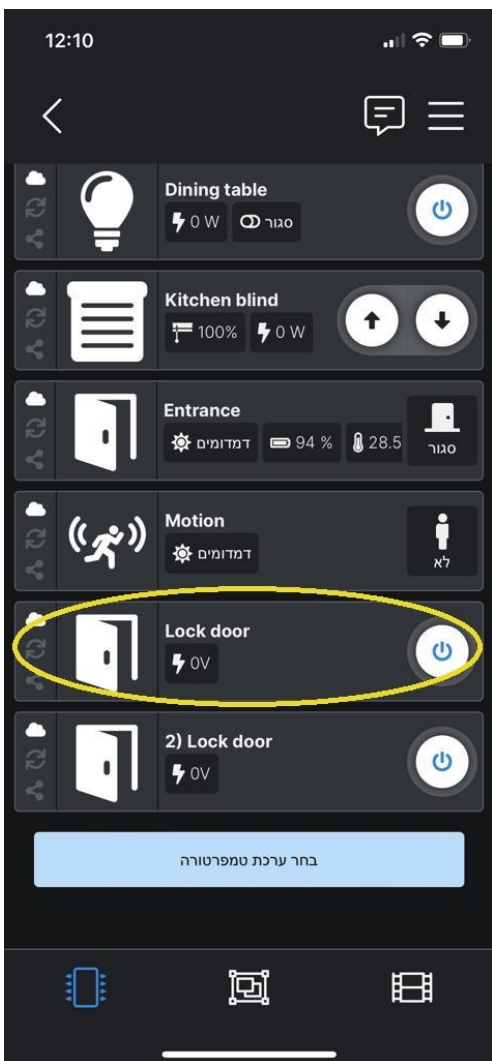 12:10
Dining table
0 W סגור
Kitchen blind
100% 0 W
Entrance
דמדומים 94 % 28.5
סגור
Motion
דמדומים
לא
Lock door
0V
2) Lock door
0V
בחר ערכת טמפרטורה